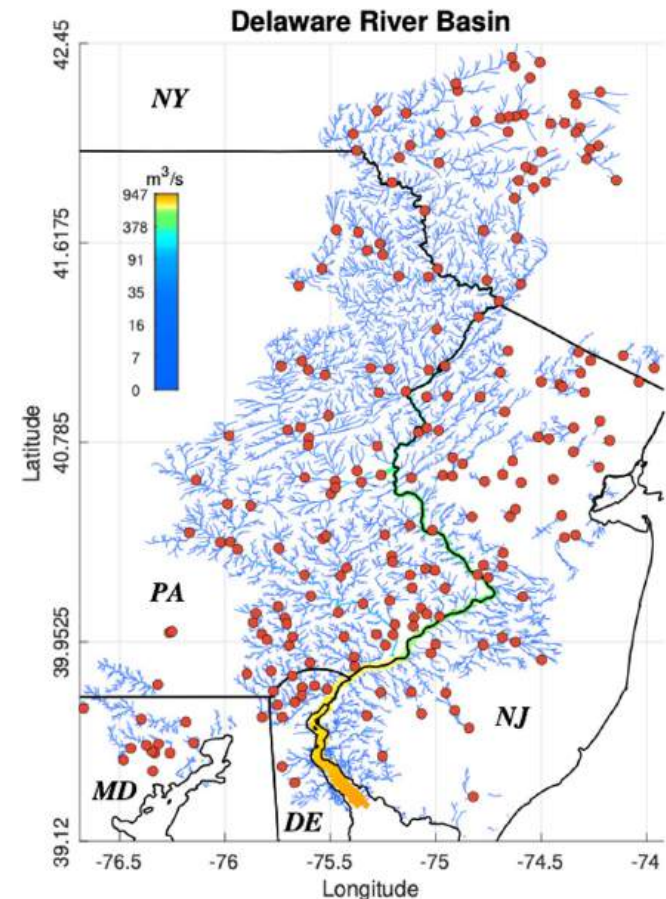 Delaware River Basin
42.45
NY
m³/s
947
378
91
35
16
7
0
41.6175
Latitude
40.785
PA
39.9525
NJ
MD
DE
39.12
-76.5 -76 -75.5 -75 -74.5 -74
Longitude